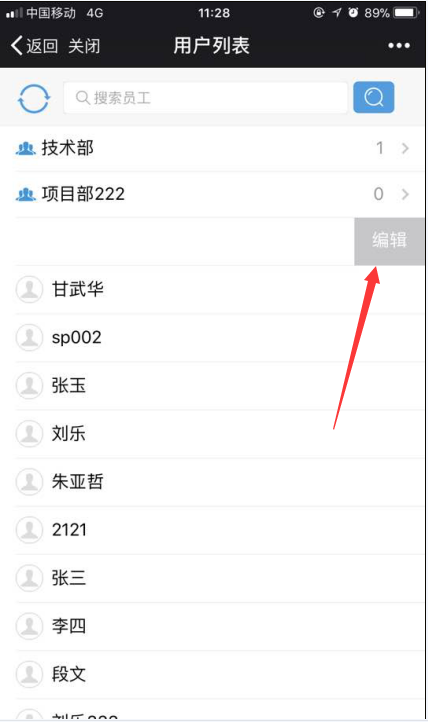 中国移动 4G 11:28 89%
返回 关闭 用户列表
搜索员工
技术部 1
项目部222 0
编辑
甘武华
sp002
张玉
刘乐
朱亚哲
2121
张三
李四
段文